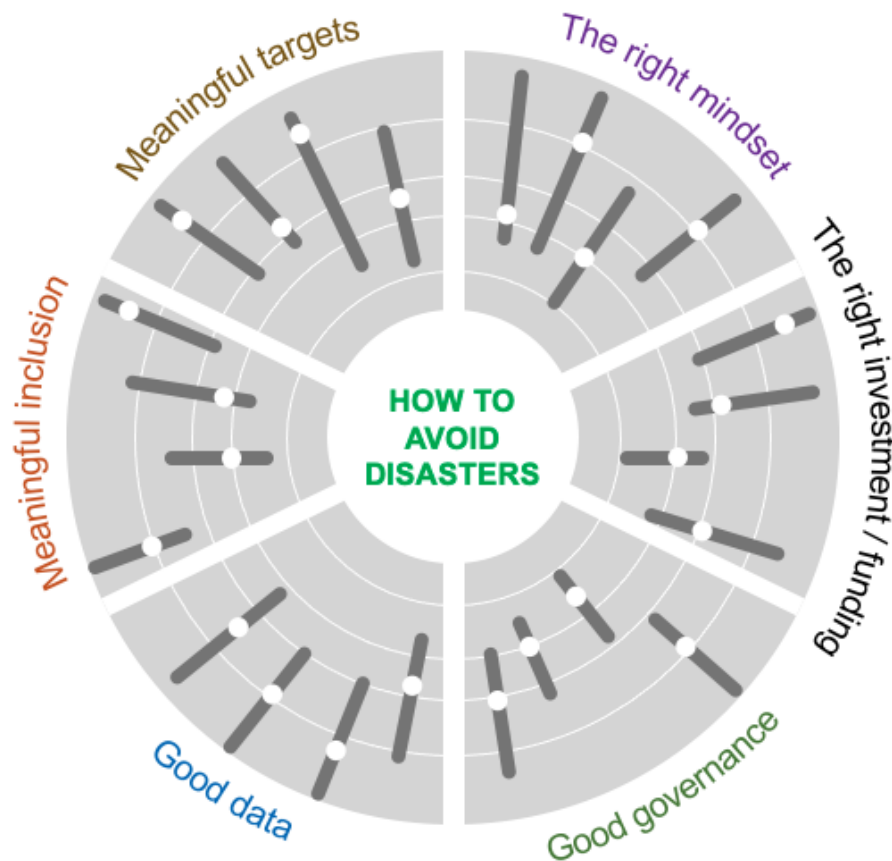 Meaningful targets
The right mindset
The right investment / funding
Good governance
Good data
Meaningful inclusion
HOW TO
AVOID
DISASTERS